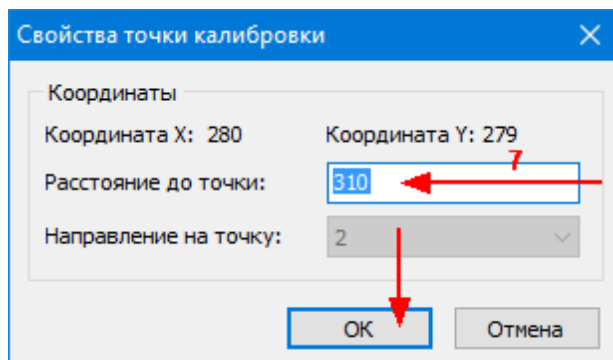 Свойства точки калибровки
Координаты
Координата X: 280 Координата Y: 279
7
Расстояние до точки: 310
Направление на точку: 2
OK Отмена